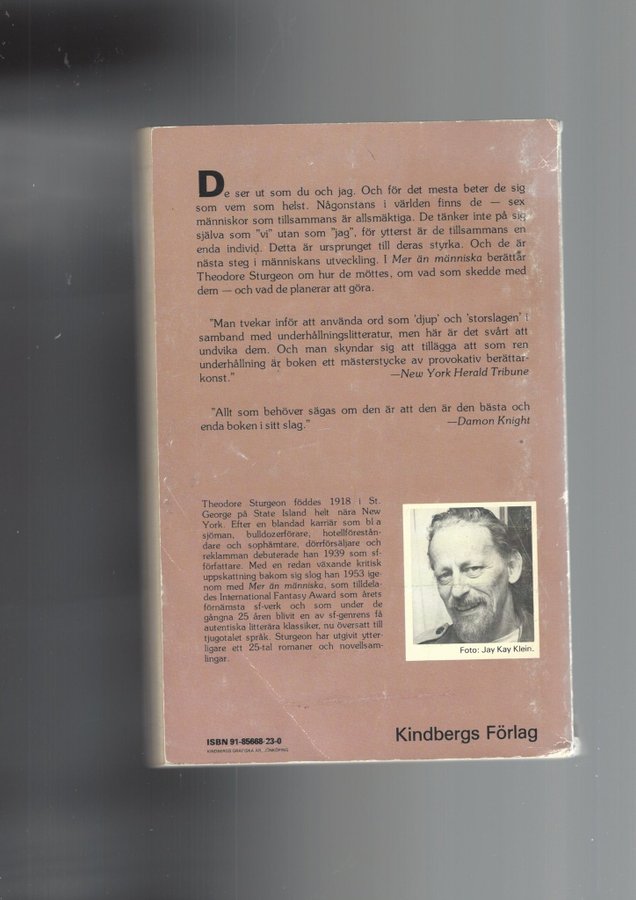 De ser ut som du och jag. Och för det mesta beter de sig
som vem som helst. Någonstans i världen finns de — sex
människor som tillsammans är allsmäktiga. De tänker inte på sig
själva som "vi" utan som "jag", för ytterst är de tillsammans en
enda individ. Detta är ursprunget till deras styrka. Och de är
nästa steg i människans utveckling. I Mer än människa berättar
Theodore Sturgeon om hur de möttes, om vad som skedde med
dem — och vad de planerar att göra.
"Man tvekar inför att använda ord som 'djup' och 'storslagen' i
samband med underhållningslitteratur, men här är det svårt att
undvika dem. Och man skyndar sig att tillägga att som ren
underhållning är boken ett mästerstycke av provokativ berättar-
konst." —New York Herald Tribune
"Allt som behöver sägas om den är att den är den bästa och
enda boken i sitt slag." —Damon Knight
Theodore Sturgeon föddes 1918 i St.
George på State Island helt nära New
York. Efter en blandad karriär som bl a
sjöman, bulldozerförare, hotellförestån-
dare och sophämtare, dörrförsäljare och
reklamman debuterade han 1939 som sf-
författare. Med en redan växande kritisk
uppskattning bakom sig slog han 1953 ige-
nom med Mer än människa, som tilldela-
des International Fantasy Award som årets
förnämsta sf-verk och som under de
gångna 25 åren blivit en av sf-genrens få
autentiska litterära klassiker, nu översatt till
tjugotalet språk. Sturgeon har utgivit ytter-
ligare ett 25-tal romaner och novellsam-
lingar.
Foto: Jay Kay Klein.
ISBN 91-85668-23-0
KINDBERGS GRAFISKA AB, JÖNKÖPING
Kindbergs Förlag